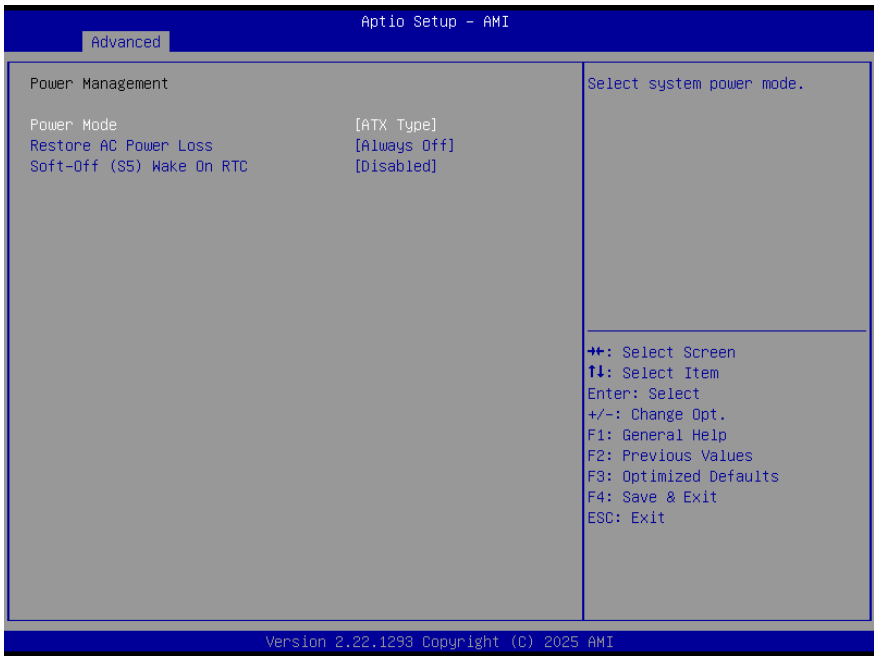 Aptio Setup – AMI
Advanced
Power Management
Power Mode [ATX Type]
Restore AC Power Loss [Always Off]
Soft-Off (S5) Wake On RTC [Disabled]
Select system power mode.
→←: Select Screen
↑↓: Select Item
Enter: Select
+/-: Change Opt.
F1: General Help
F2: Previous Values
F3: Optimized Defaults
F4: Save & Exit
ESC: Exit
Version 2.22.1293 Copyright (C) 2025 AMI